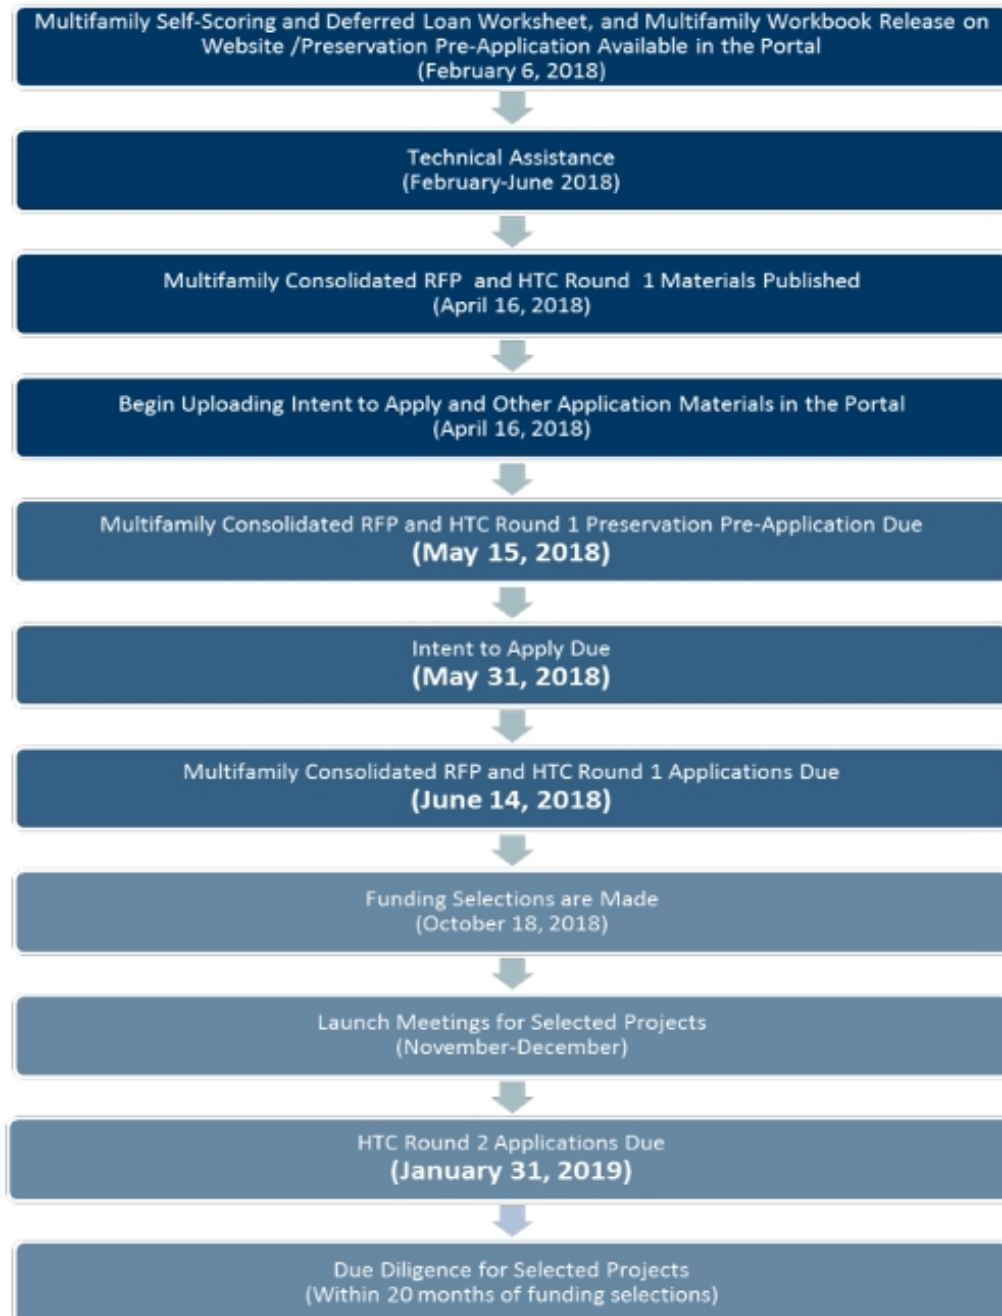 Multifamily Self-Scoring and Deferred Loan Worksheet, and Multifamily Workbook Release on
Website /Preservation Pre-Application Available in the Portal
(February 6, 2018)
Technical Assistance
(February-June 2018)
Multifamily Consolidated RFP and HTC Round 1 Materials Published
(April 16, 2018)
Begin Uploading Intent to Apply and Other Application Materials in the Portal
(April 16, 2018)
Multifamily Consolidated RFP and HTC Round 1 Preservation Pre-Application Due
(May 15, 2018)
Intent to Apply Due
(May 31, 2018)
Multifamily Consolidated RFP and HTC Round 1 Applications Due
(June 14, 2018)
Funding Selections are Made
(October 18, 2018)
Launch Meetings for Selected Projects
(November-December)
HTC Round 2 Applications Due
(January 31, 2019)
Due Diligence for Selected Projects
(Within 20 months of funding selections)